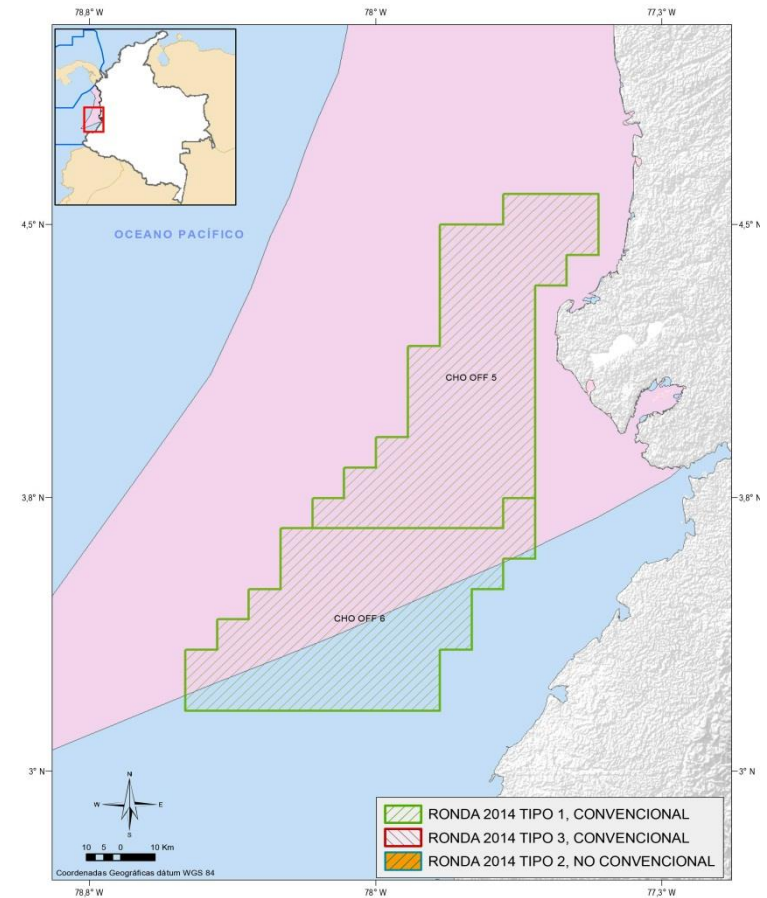 78,8° W
78° W
77,3° W
4,5° N
4,5° N
OCEANO PACÍFICO
CHO OFF 5
3,8° N
3,8° N
CHO OFF 6
3° N
3° N
N
W
E
S
10 5 0 10 Km
Coordenadas Geográficas dátum WGS 84
RONDA 2014 TIPO 1, CONVENCIONAL
RONDA 2014 TIPO 3, CONVENCIONAL
RONDA 2014 TIPO 2, NO CONVENCIONAL
78,8° W
78° W
77,3° W